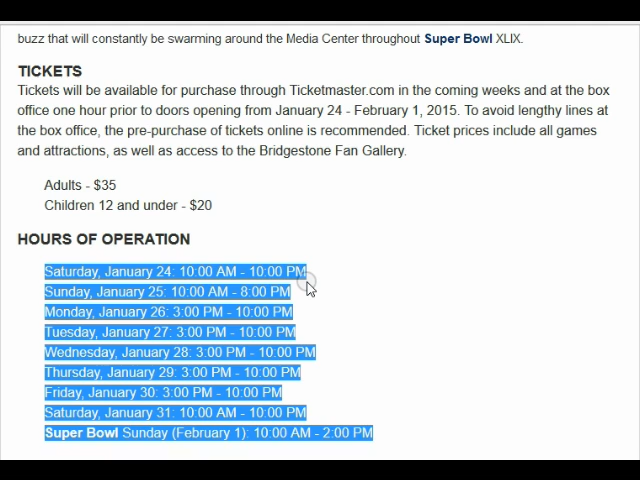 buzz that will constantly be swarming around the Media Center throughout Super Bowl XLIX.
TICKETS
Tickets will be available for purchase through Ticketmaster.com in the coming weeks and at the box
office one hour prior to doors opening from January 24 - February 1, 2015. To avoid lengthy lines at
the box office, the pre-purchase of tickets online is recommended. Ticket prices include all games
and attractions, as well as access to the Bridgestone Fan Gallery.
Adults - $35
Children 12 and under - $20
HOURS OF OPERATION
Saturday, January 24: 10:00 AM - 10:00 PM
Sunday, January 25: 10:00 AM - 8:00 PM
Monday, January 26: 3:00 PM - 10:00 PM
Tuesday, January 27: 3:00 PM - 10:00 PM
Wednesday, January 28: 3:00 PM - 10:00 PM
Thursday, January 29: 3:00 PM - 10:00 PM
Friday, January 30: 3:00 PM - 10:00 PM
Saturday, January 31: 10:00 AM - 10:00 PM
Super Bowl Sunday (February 1): 10:00 AM - 2:00 PM